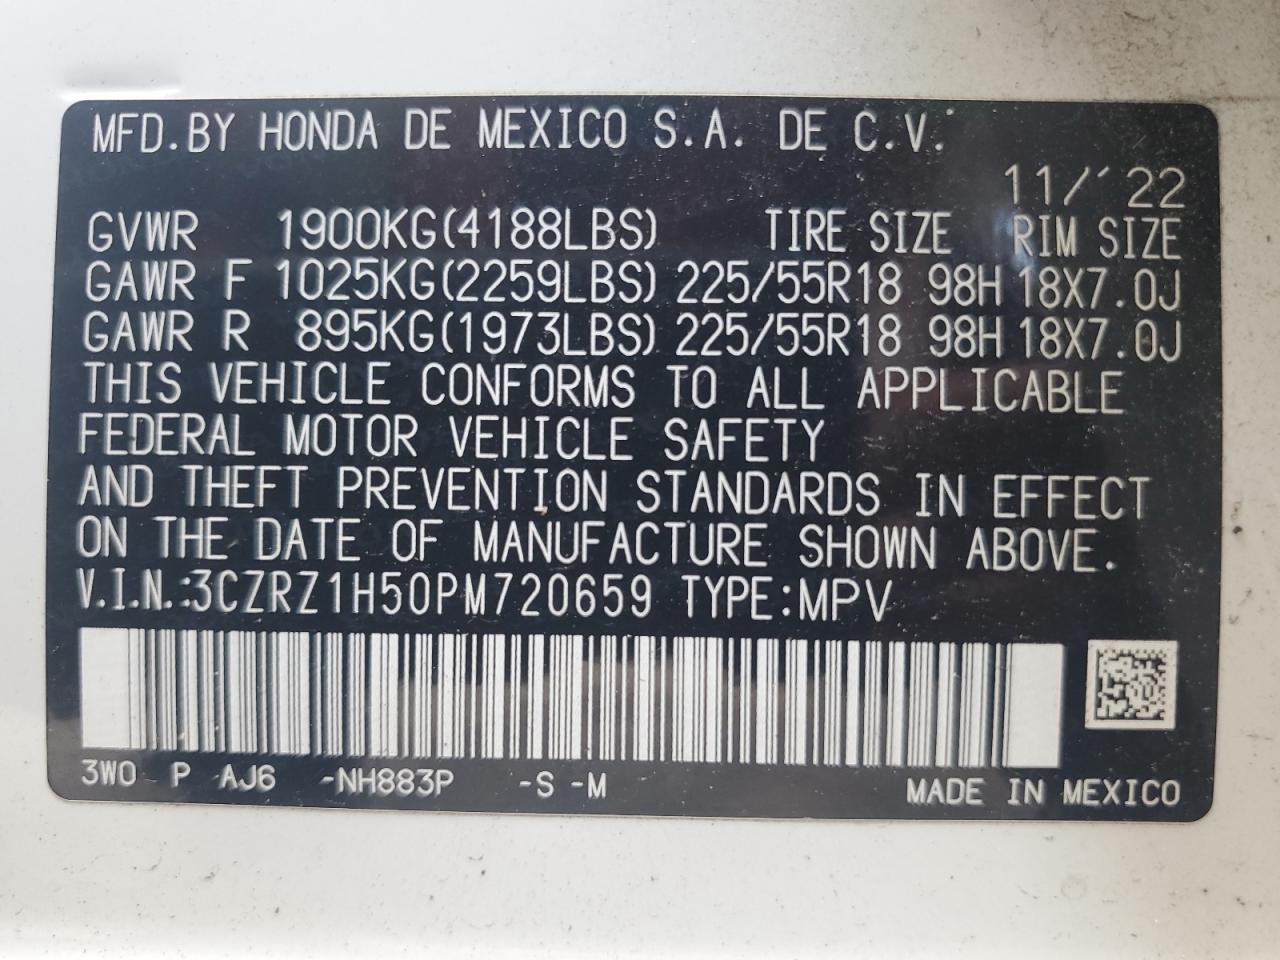 MFD.BY HONDA DE MEXICO S.A. DE C.V.
11/'22
GVWR 1900KG(4188LBS) TIRE SIZE RIM SIZE
GAWR F 1025KG(2259LBS) 225/55R18 98H 18X7.0J
GAWR R 895KG(1973LBS) 225/55R18 98H 18X7.0J
THIS VEHICLE CONFORMS TO ALL APPLICABLE
FEDERAL MOTOR VEHICLE SAFETY
AND THEFT PREVENTION STANDARDS IN EFFECT
ON THE DATE OF MANUFACTURE SHOWN ABOVE.
V.I.N.:3CZRZ1H50PM720659 TYPE:MPV
3W0 P AJ6 -NH883P -S -M MADE IN MEXICO